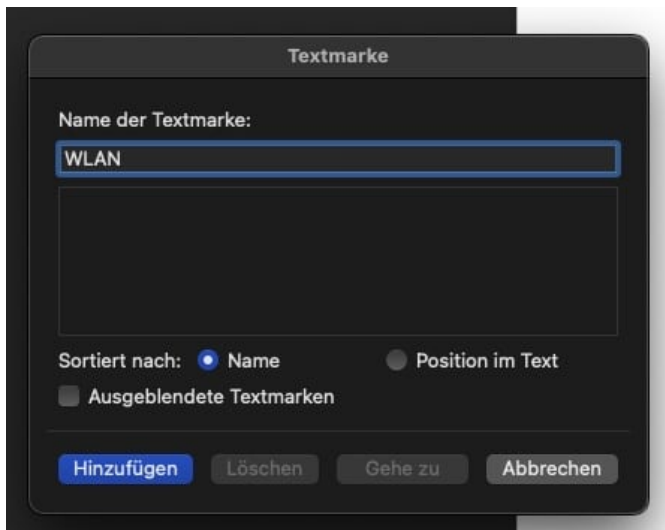 Textmarke
Name der Textmarke:
WLAN
Sortiert nach: Name Position im Text
Ausgeblendete Textmarken
Hinzufügen Löschen Gehe zu Abbrechen